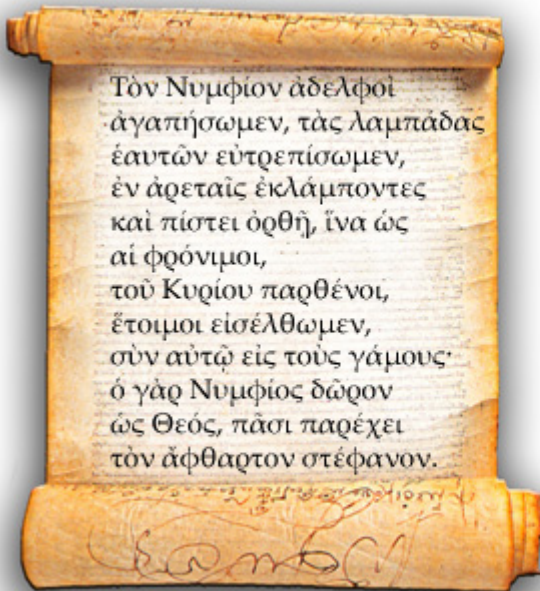 Τὸν Νυμφίον ἀδελφοὶ
ἀγαπήσωμεν, τὰς λαμπάδας
ἑαυτῶν εὐτρεπίσωμεν,
ἐν ἀρεταῖς ἐκλάμποντες
καὶ πίστει ὀρθῇ, ἵνα ὡς
αἱ φρόνιμοι,
τοῦ Κυρίου παρθένοι,
ἕτοιμοι εἰσέλθωμεν,
σὺν αὐτῷ εἰς τοὺς γάμους·
ὁ γὰρ Νυμφίος δῶρον
ὡς Θεός, πᾶσι παρέχει
τὸν ἄφθαρτον στέφανον.